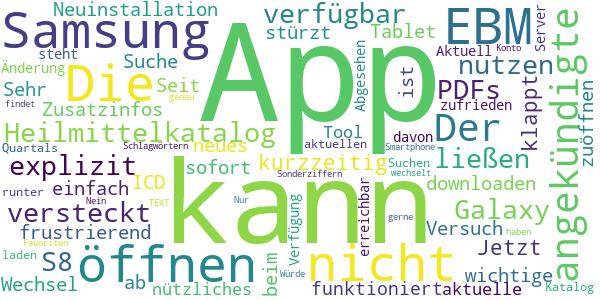 Neuinstallation
verfügbar
Samsung
App
EBM
angekündigte
Server
steht
Suche
stürzt
Tablet
Aktuell
Konto
Änderung
Die
Seit
Abgesehen
ist
nutzen
findet
genau
Sehr
Zusatzinfos
PDFs
klappt
zuöffnen
Schlagwörtern
Tool
davon
zufrieden
Heilmittelkatalog
neues
aktuellen
Der
Quartals
Smartphone
explizit
sofort
kurzzeitig
Suchen
wechselt
ließen
runter
Nein
einfach
ICD
kann
Sonderziffern
downloaden
versteckt
TEXT
Verfügung
erreichbar
Galaxy
frustrierend
Nur
gerne
Versuch
haben
Favoriten
S8
öffnen
nicht
Jetzt
wichtige
laden
Wechsel
ab
nützliches
beim
Würde
funktioniert
aktuelle
Katalog